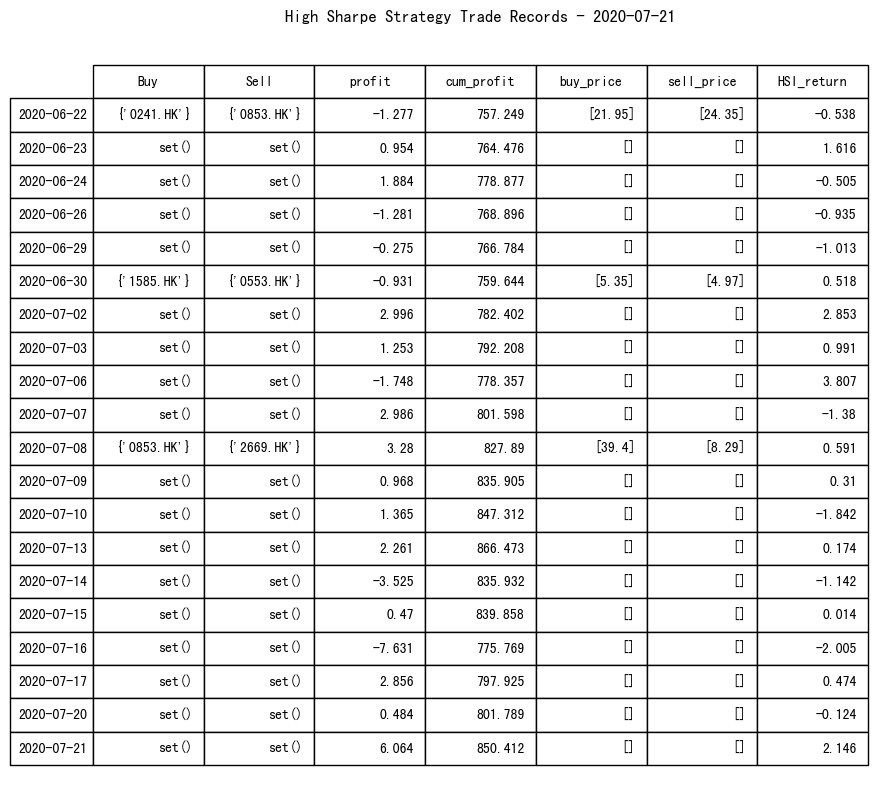 High Sharpe Strategy Trade Records - 2020-07-21
Buy Sell profit cum_profit buy_price sell_price HSI_return
2020-06-22 {'0241.HK'} {'0853.HK'} -1.277 757.249 [21.95] [24.35] -0.538
2020-06-23 set() set() 0.954 764.476 [] [] 1.616
2020-06-24 set() set() 1.884 778.877 [] [] -0.505
2020-06-26 set() set() -1.281 768.896 [] [] -0.935
2020-06-29 set() set() -0.275 766.784 [] [] -1.013
2020-06-30 {'1585.HK'} {'0553.HK'} -0.931 759.644 [5.35] [4.97] 0.518
2020-07-02 set() set() 2.996 782.402 [] [] 2.853
2020-07-03 set() set() 1.253 792.208 [] [] 0.991
2020-07-06 set() set() -1.748 778.357 [] [] 3.807
2020-07-07 set() set() 2.986 801.598 [] [] -1.38
2020-07-08 {'0853.HK'} {'2669.HK'} 3.28 827.89 [39.4] [8.29] 0.591
2020-07-09 set() set() 0.968 835.905 [] [] 0.31
2020-07-10 set() set() 1.365 847.312 [] [] -1.842
2020-07-13 set() set() 2.261 866.473 [] [] 0.174
2020-07-14 set() set() -3.525 835.932 [] [] -1.142
2020-07-15 set() set() 0.47 839.858 [] [] 0.014
2020-07-16 set() set() -7.631 775.769 [] [] -2.005
2020-07-17 set() set() 2.856 797.925 [] [] 0.474
2020-07-20 set() set() 0.484 801.789 [] [] -0.124
2020-07-21 set() set() 6.064 850.412 [] [] 2.146